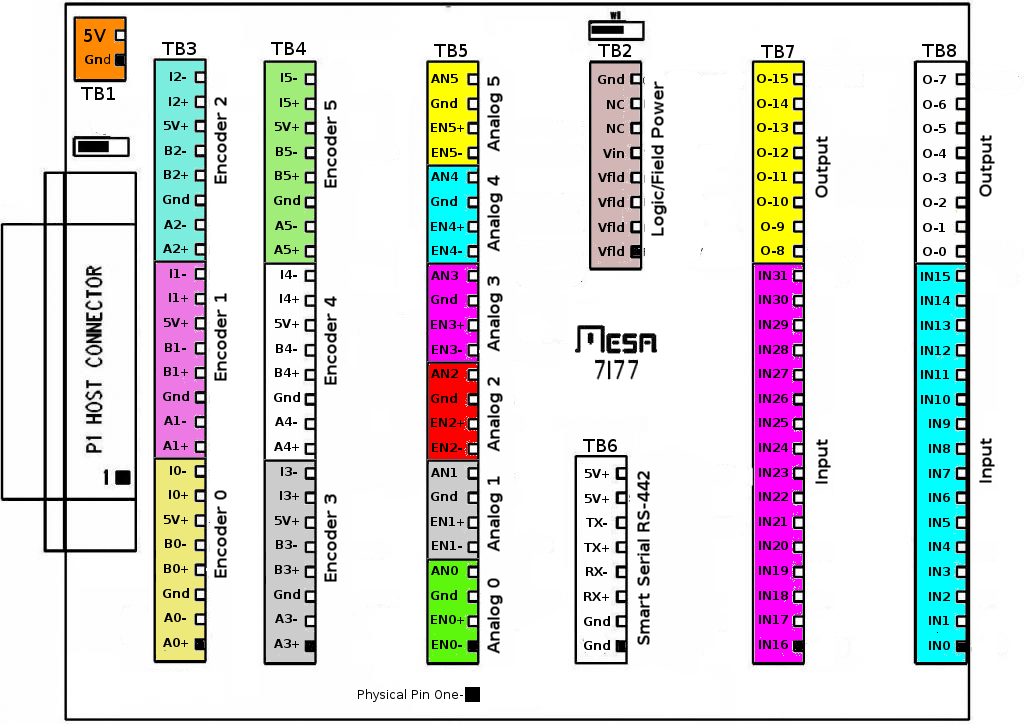 5V
Gnd
TB1
P1 HOST CONNECTOR
1
TB3
I2-
I2+
5V+
B2-
B2+
Gnd
A2-
A2+
I1-
I1+
5V+
B1-
B1+
Gnd
A1-
A1+
I0-
I0+
5V+
B0-
B0+
Gnd
A0-
A0+
Encoder 2
Encoder 1
Encoder 0
TB4
I5-
I5+
5V+
B5-
B5+
Gnd
A5-
A5+
I4-
I4+
5V+
B4-
B4+
Gnd
A4-
A4+
I3-
I3+
5V+
B3-
B3+
Gnd
A3-
A3+
Encoder 5
Encoder 4
Encoder 3
TB5
AN5
Gnd
EN5+
EN5-
AN4
Gnd
EN4+
EN4-
AN3
Gnd
EN3+
EN3-
AN2
Gnd
EN2+
EN2-
AN1
Gnd
EN1+
EN1-
AN0
Gnd
EN0+
EN0-
Analog 5
Analog 4
Analog 3
Analog 2
Analog 1
Analog 0
TB2
Gnd
NC
NC
Vin
Vfld
Vfld
Vfld
Vfld
Logic/Field Power
MESA
7I77
TB6
5V+
5V+
TX-
TX+
RX-
RX+
Gnd
Gnd
Smart Serial RS-442
TB7
O-15
O-14
O-13
O-12
O-11
O-10
O-9
O-8
IN31
IN30
IN29
IN28
IN27
IN26
IN25
IN24
IN23
IN22
IN21
IN20
IN19
IN18
IN17
IN16
Output
Input
TB8
O-7
O-6
O-5
O-4
O-3
O-2
O-1
O-0
IN15
IN14
IN13
IN12
IN11
IN10
IN9
IN8
IN7
IN6
IN5
IN4
IN3
IN2
IN1
IN0
Output
Input
Physical Pin One-